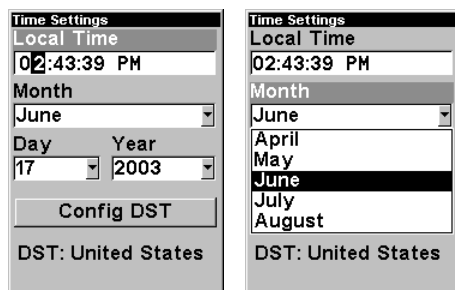 Time Settings
Local Time
02:43:39 PM
Month
June
Day Year
17 2003
Config DST
DST: United States
Time Settings
Local Time
02:43:39 PM
Month
June
April
May
June
July
August
DST: United States